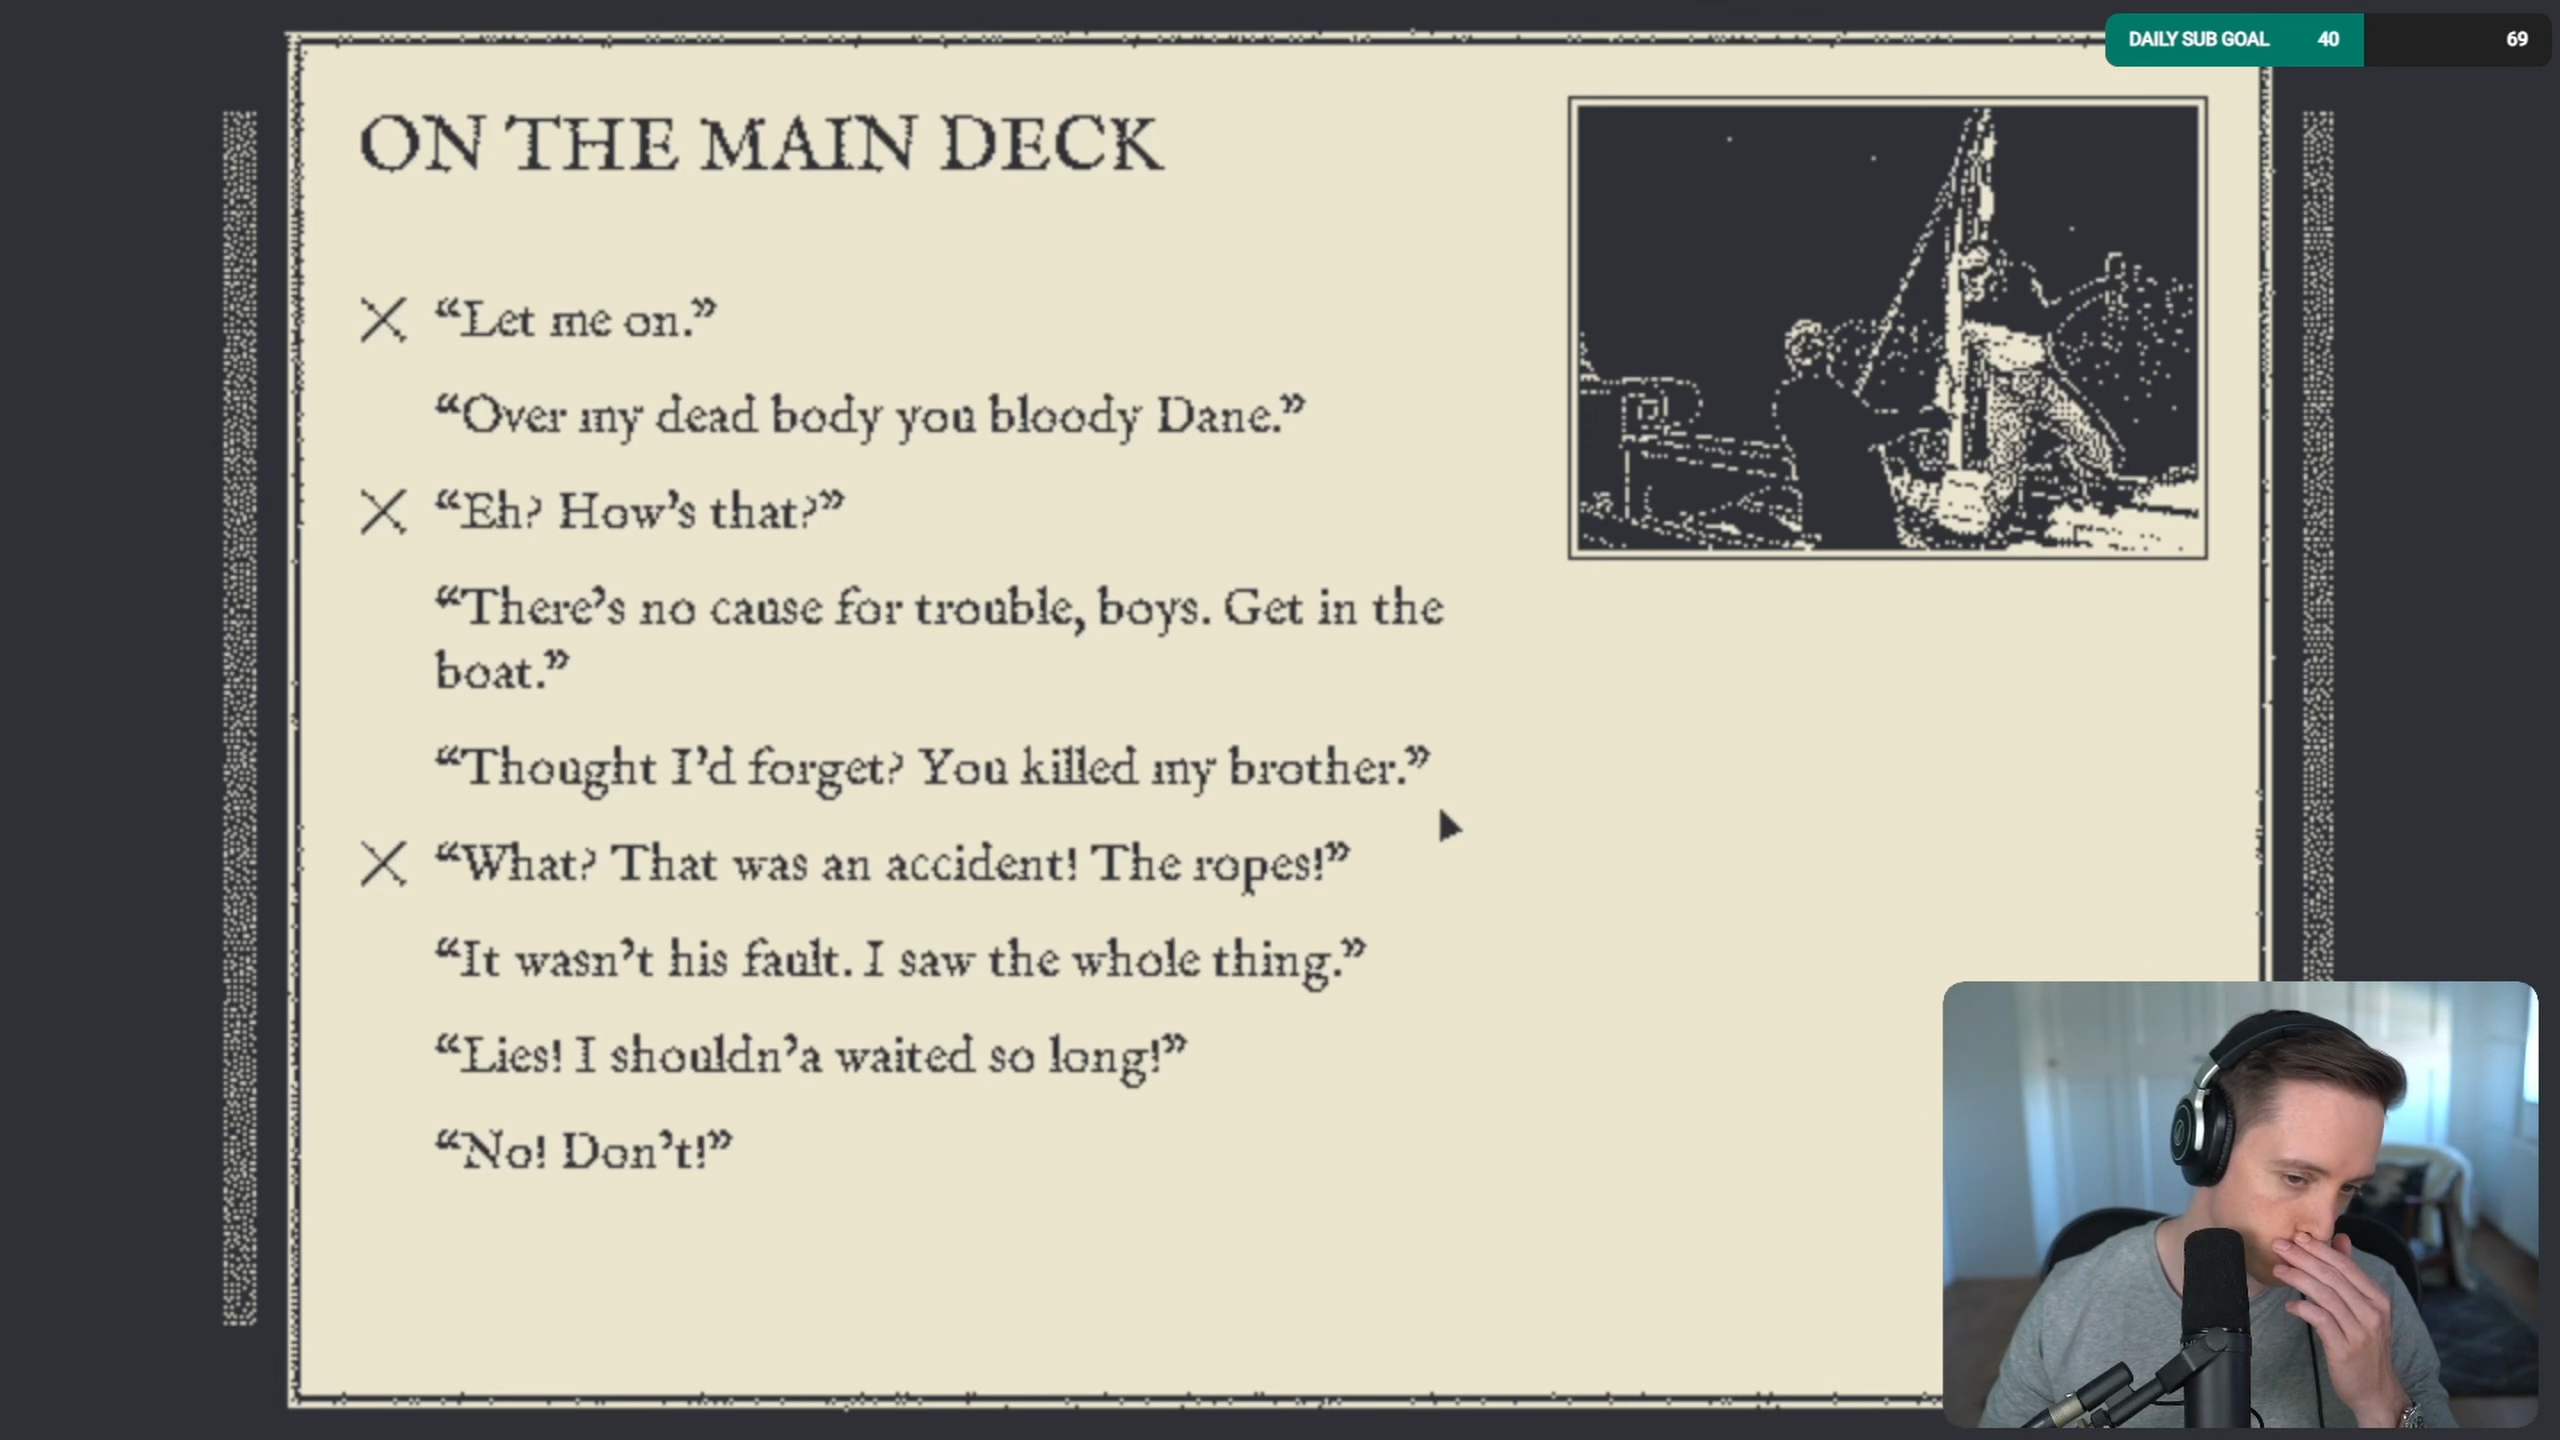 DAILY SUB GOAL 40 69
ON THE MAIN DECK
“Let me on.”
“Over my dead body you bloody Dane.”
“Eh? How’s that?”
“There’s no cause for trouble, boys. Get in the
boat.”
“Thought I’d forget? You killed my brother.”
“What? That was an accident! The ropes!”
“It wasn’t his fault. I saw the whole thing.”
“Lies! I shouldn’a waited so long!”
“No! Don’t!”